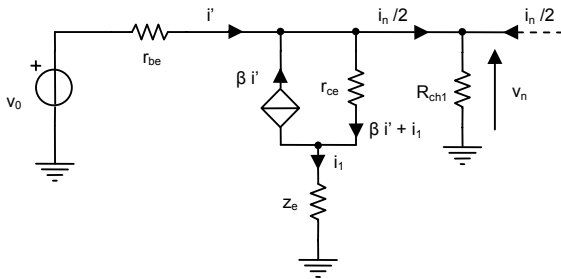 i'
i_n /2
i_n /2
r_be
+
v_0
β i'
r_ce
R_ch1
v_n
β i' + i_1
i_1
z_e